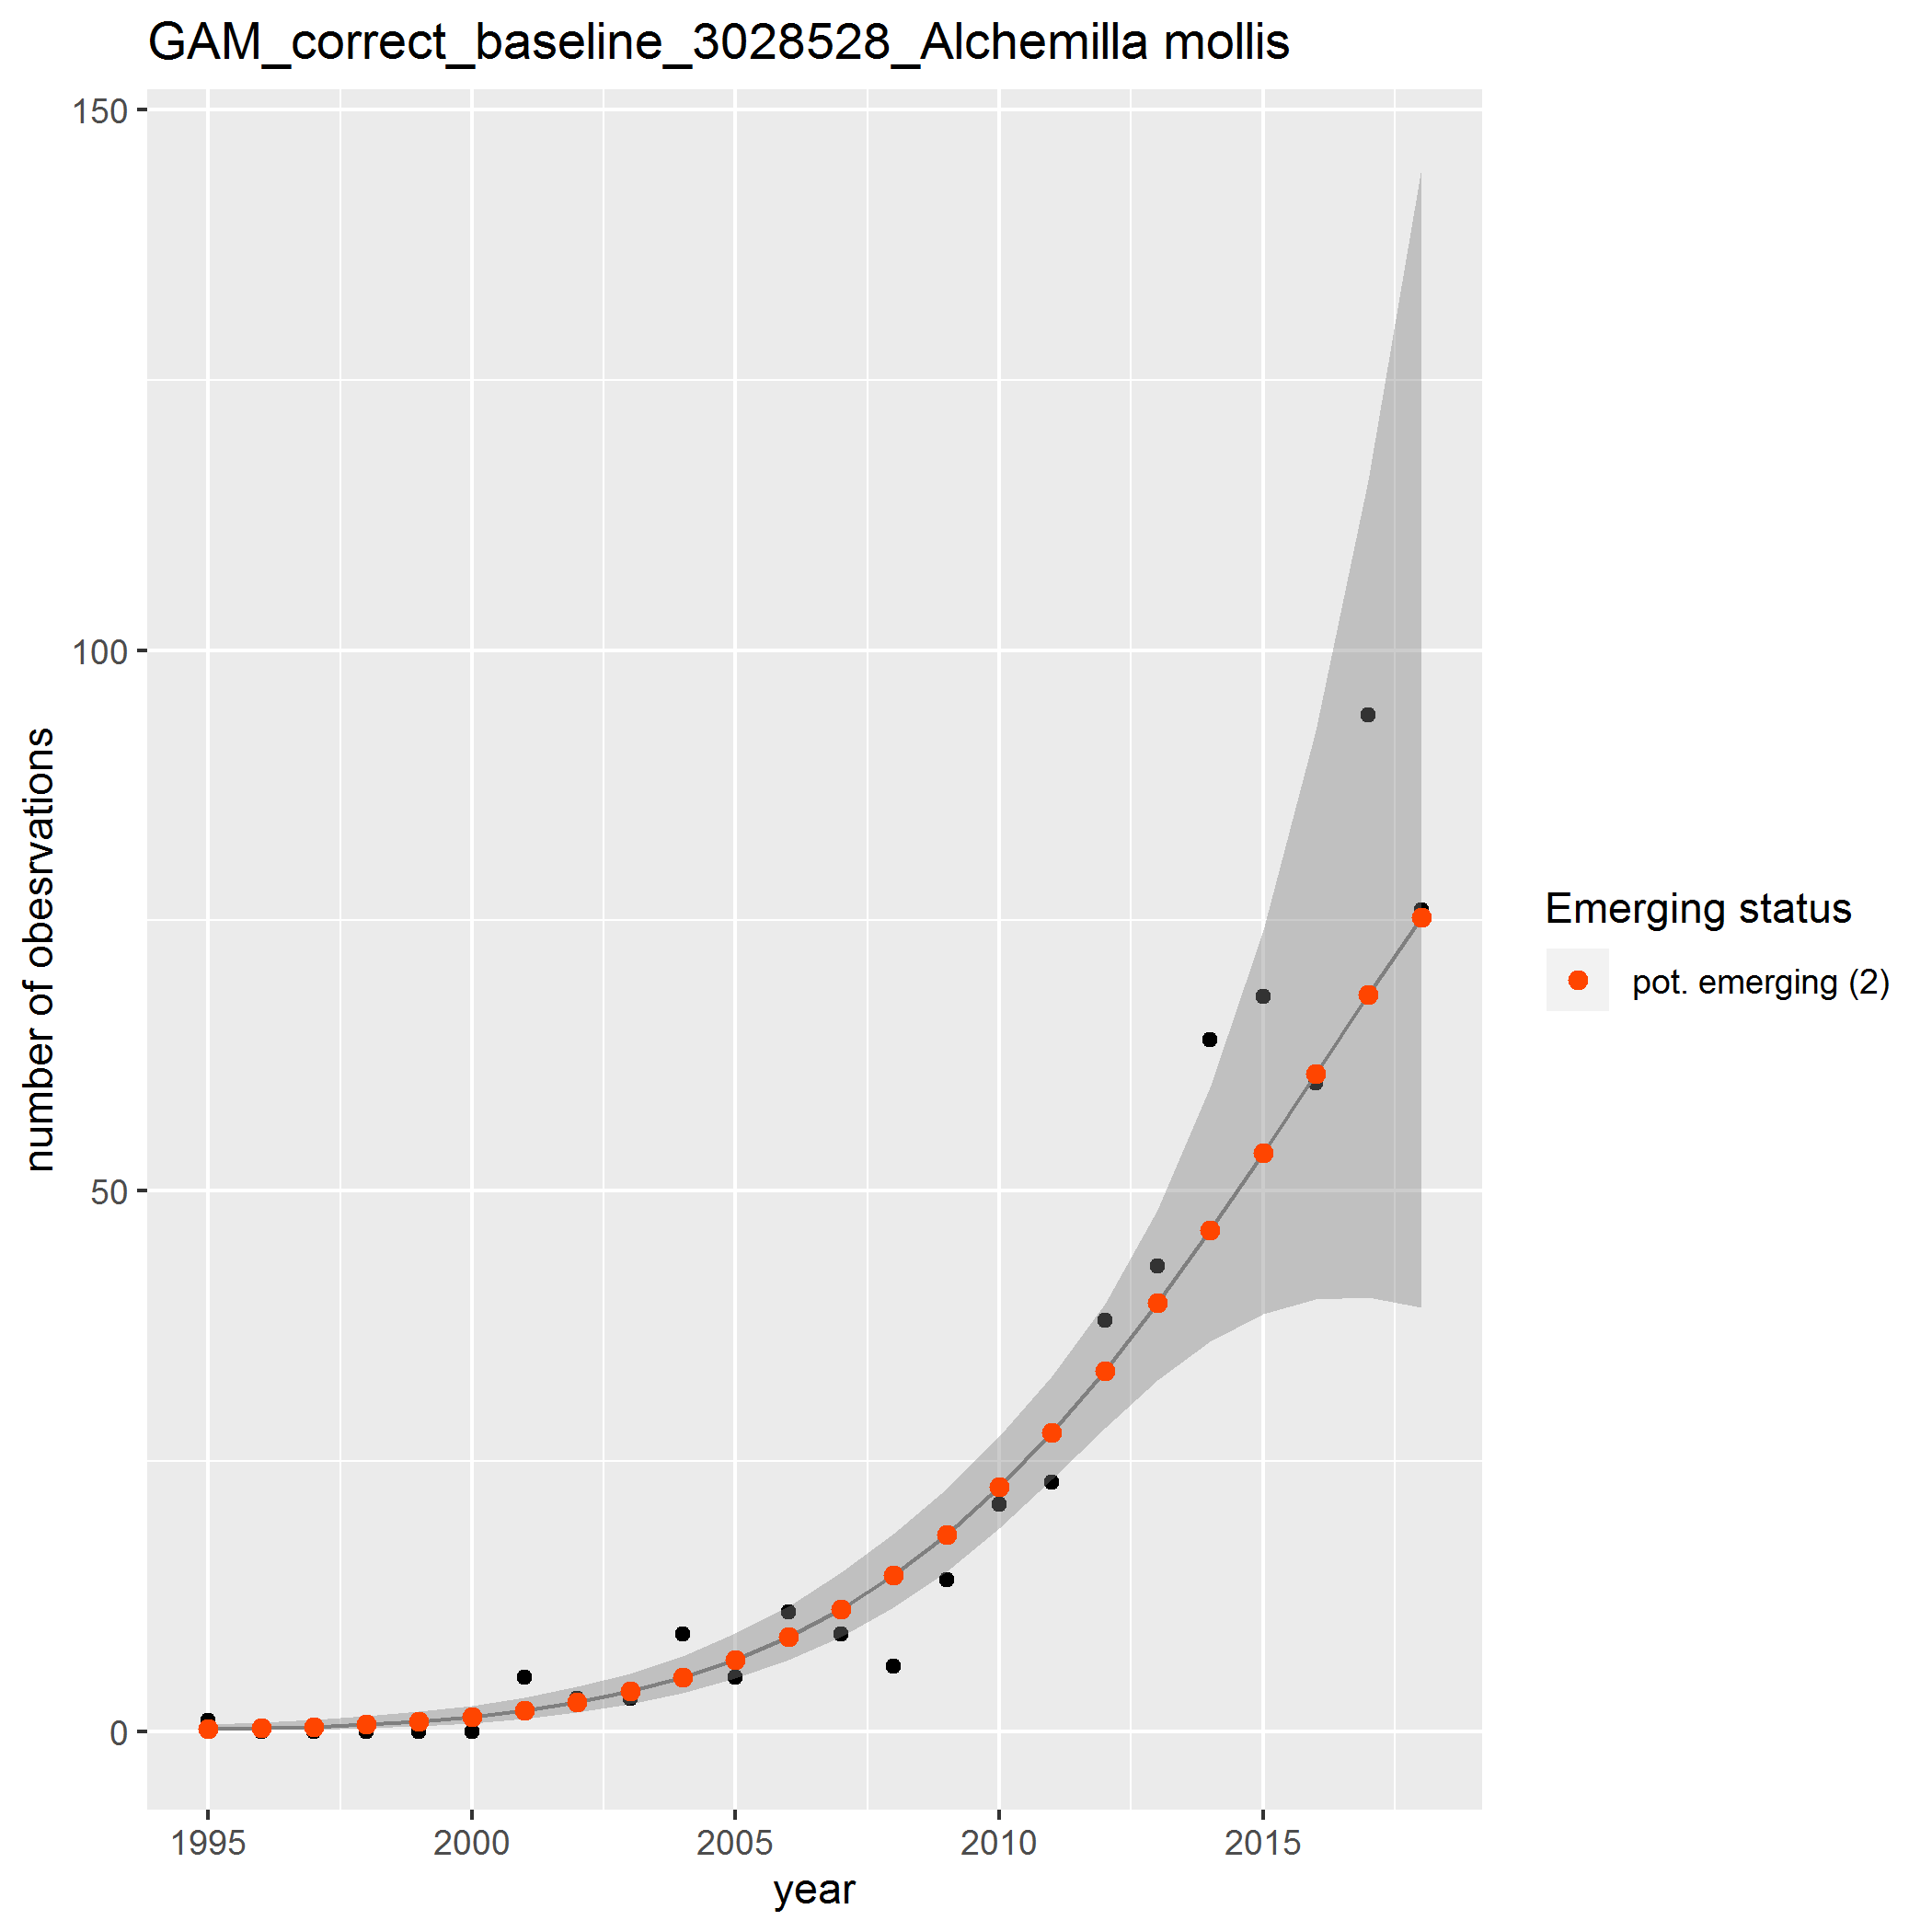 GAM_correct_baseline_3028528_Alchemilla mollis
150
100
50
0
number of obesrvations
1995
2000
2005
2010
2015
year
Emerging status
pot. emerging (2)